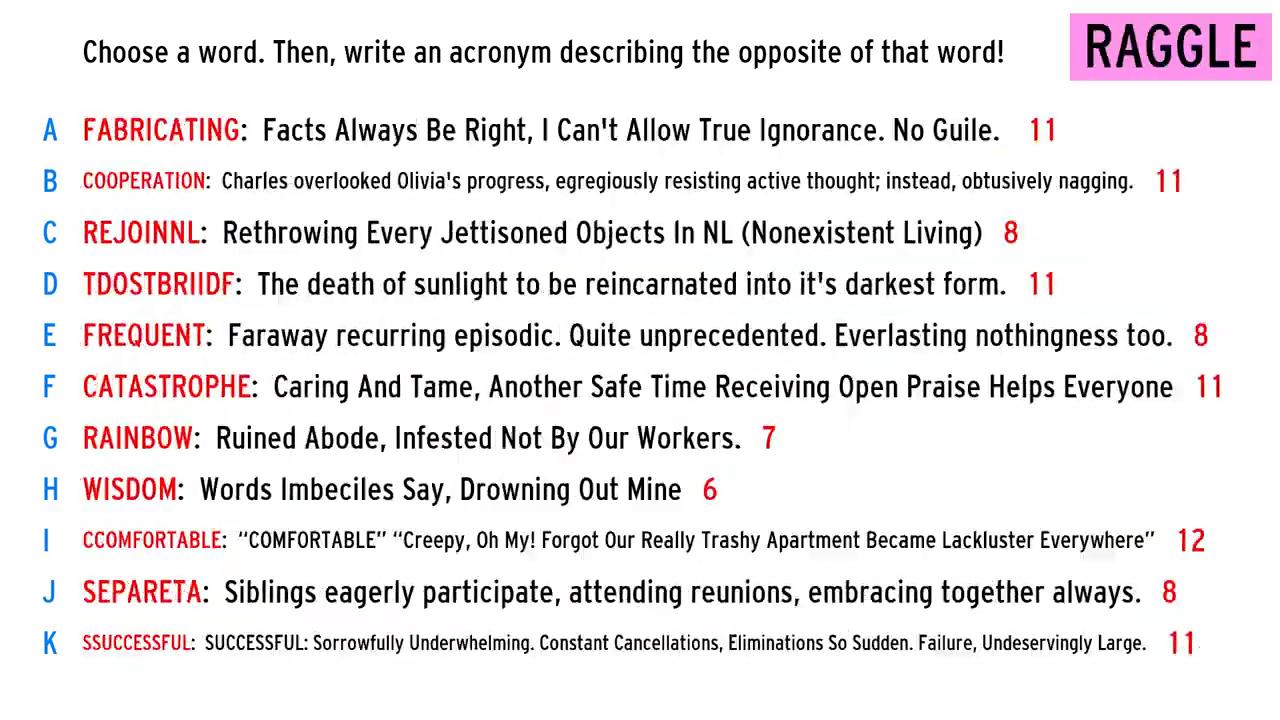 Choose a word. Then, write an acronym describing the opposite of that word!
RAGGLE
A FABRICATING: Facts Always Be Right, I Can't Allow True Ignorance. No Guile. 11
B COOPERATION: Charles overlooked Olivia's progress, egregiously resisting active thought; instead, obtusively nagging. 11
C REJOINNL: Rethrowing Every Jettisoned Objects In NL (Nonexistent Living) 8
D TDOSTBRIIDF: The death of sunlight to be reincarnated into it's darkest form. 11
E FREQUENT: Faraway recurring episodic. Quite unprecedented. Everlasting nothingness too. 8
F CATASTROPHE: Caring And Tame, Another Safe Time Receiving Open Praise Helps Everyone 11
G RAINBOW: Ruined Abode, Infested Not By Our Workers. 7
H WISDOM: Words Imbeciles Say, Drowning Out Mine 6
I CCOMFORTABLE: “COMFORTABLE” “Creepy, Oh My! Forgot Our Really Trashy Apartment Became Lackluster Everywhere” 12
J SEPARETA: Siblings eagerly participate, attending reunions, embracing together always. 8
K SSUCCESSFUL: SUCCESSFUL: Sorrowfully Underwhelming. Constant Cancellations, Eliminations So Sudden. Failure, Undeservingly Large. 11